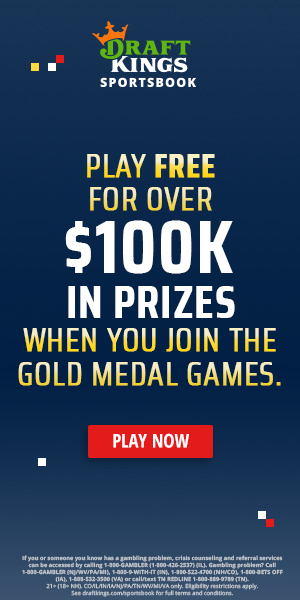 DRAFT
KINGS
SPORTSBOOK
PLAY FREE
FOR OVER
$100K
IN PRIZES
WHEN YOU JOIN THE
GOLD MEDAL GAMES.
PLAY NOW
If you or someone you know has a gambling problem, crisis counseling and referral services
can be accessed by calling 1-800-GAMBLER (1-800-426-2537) (IL). Gambling problem? Call
1-800-GAMBLER (NJ/WV/PA/MI), 1-800-9-WITH-IT (IN), 1-800-522-4700 (NH/CO), 1-800-BETS OFF
(IA), 1-888-532-3500 (VA) or call/text TN REDLINE 1-800-889-9789 (TN).
21+ (18+ NH). CO/IL/IN/IA/NJ/PA/TN/WV/MI/VA only. Eligibility restrictions apply.
See draftkings.com/sportsbook for full terms and conditions.